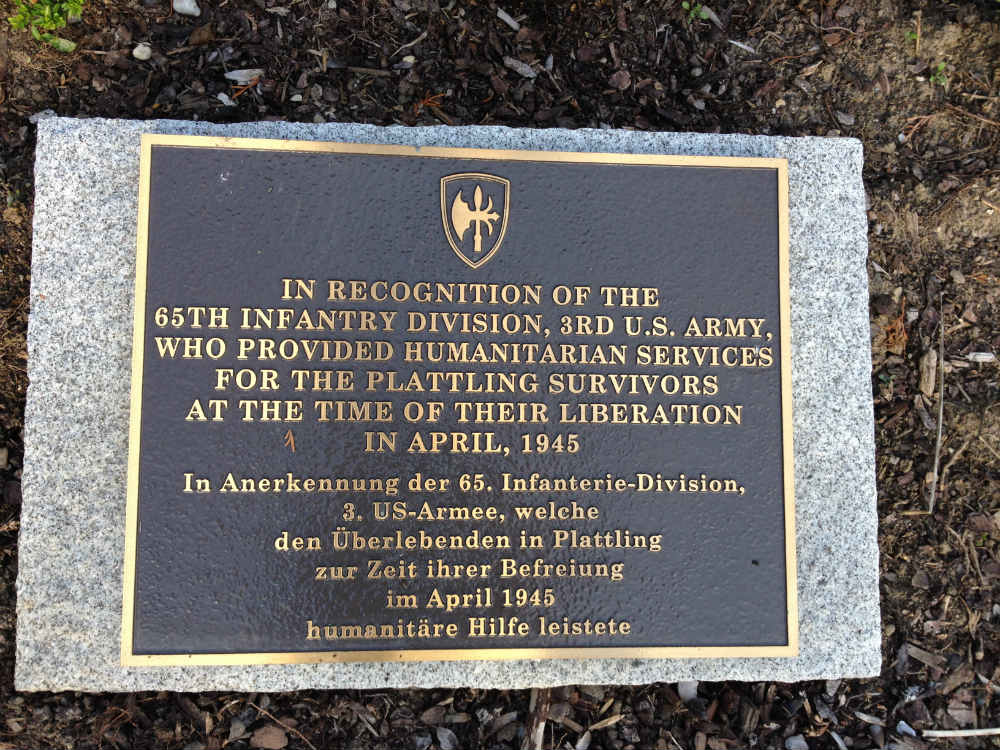 IN RECOGNITION OF THE
65TH INFANTRY DIVISION, 3RD U.S. ARMY,
WHO PROVIDED HUMANITARIAN SERVICES
FOR THE PLATTLING SURVIVORS
AT THE TIME OF THEIR LIBERATION
IN APRIL, 1945
In Anerkennung der 65. Infanterie-Division,
3. US-Armee, welche
den Überlebenden in Plattling
zur Zeit ihrer Befreiung
im April 1945
humanitäre Hilfe leistete